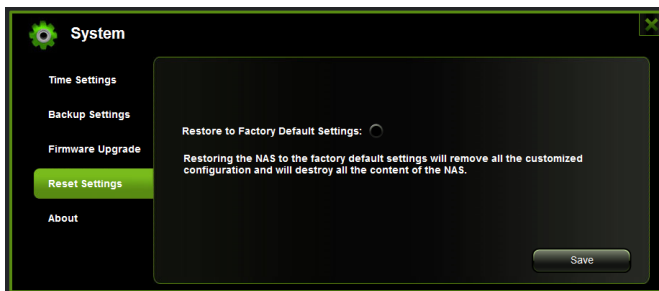 System
Time Settings
Backup Settings
Firmware Upgrade
Reset Settings
About
Restore to Factory Default Settings:
Restoring the NAS to the factory default settings will remove all the customized
configuration and will destroy all the content of the NAS.
Save